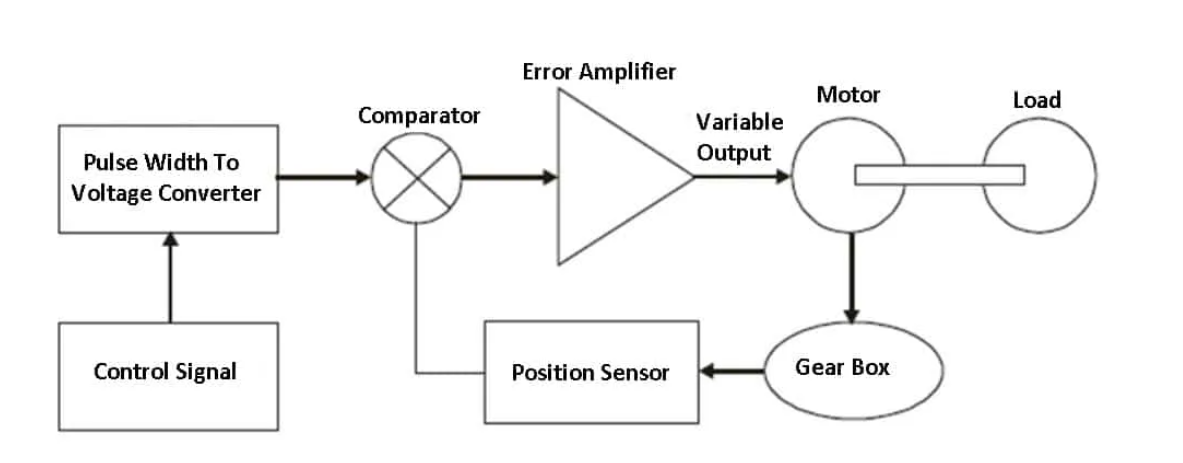 Error Amplifier
Comparator
Variable
Output
Motor
Load
Pulse Width To
Voltage Converter
Control Signal
Position Sensor
Gear Box